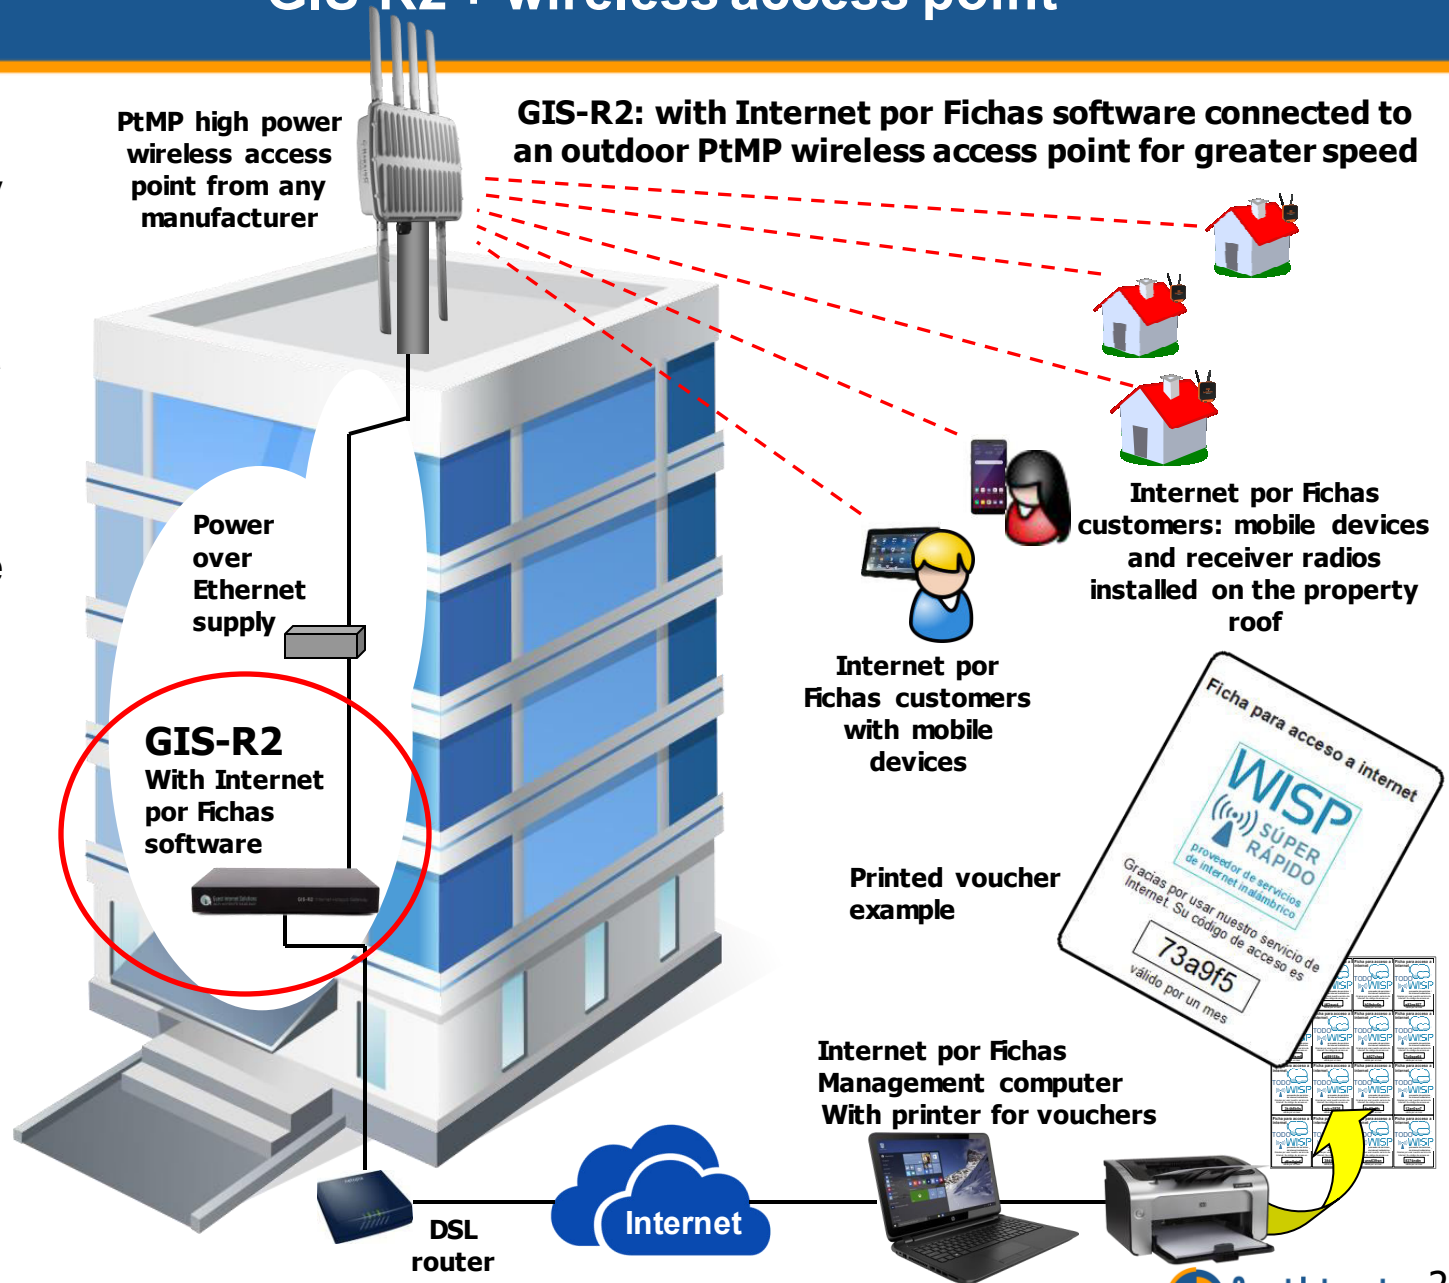 GIS-R2 + wireless access point
PtMP high power
wireless access
point from any
manufacturer
GIS-R2: with Internet por Fichas software connected to
an outdoor PtMP wireless access point for greater speed
Power
over
Ethernet
supply
GIS-R2
With Internet
por Fichas
software
Internet por Fichas
customers: mobile devices
and receiver radios
installed on the property
roof
Internet por
Fichas customers
with mobile
devices
Ficha para acceso a internet
WISP
SÚPER
RÁPIDO
proveedor de servicios
de internet inalámbrico
Gracias por usar nuestro servicio de
Internet. Su código de acceso es
73a9f5
válido por un mes
Printed voucher
example
Internet por Fichas
Management computer
With printer for vouchers
DSL
router
Internet